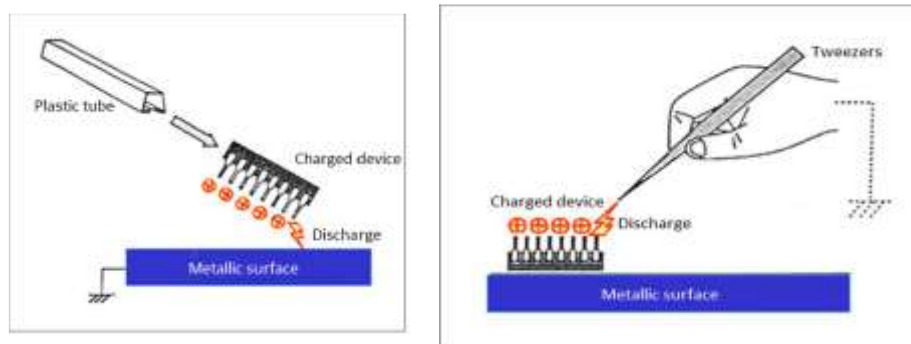 Plastic tube
Charged device
Discharge
Metallic surface
Tweezers
Charged device
Discharge
Metallic surface